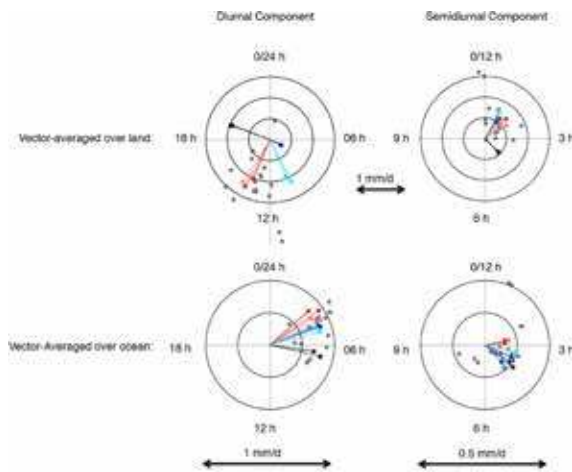 Diurnal Component
Semidiurnal Component
0/24 h
0/12 h
Vector-averaged over land:
18 h
06 h
9 h
3 h
1 mm/d
12 h
6 h
0/24 h
0/12 h
Vector-Averaged over ocean:
18 h
06 h
9 h
3 h
12 h
6 h
1 mm/d
0.5 mm/d